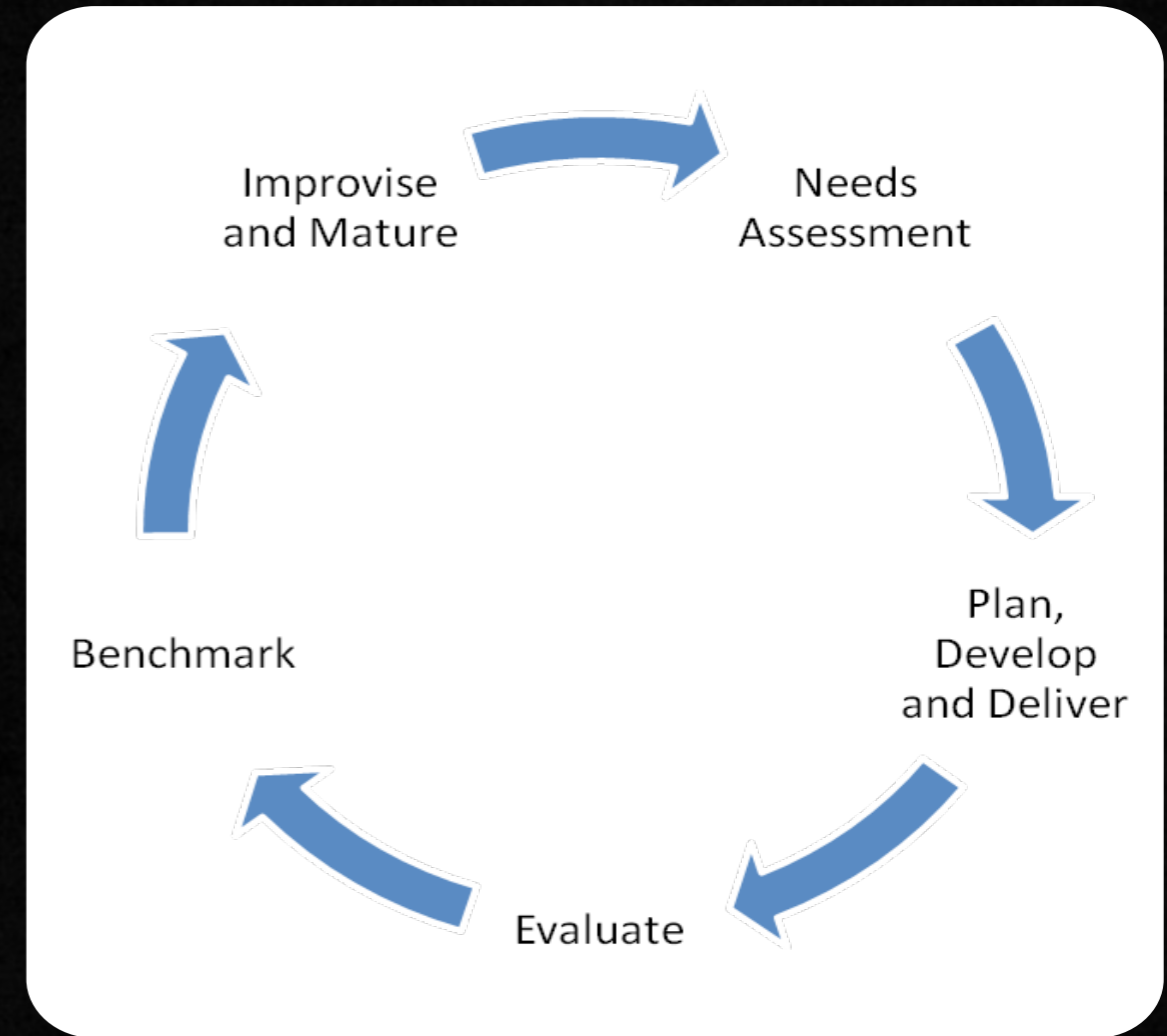 Improvise
and Mature
Needs
Assessment
Plan,
Develop
and Deliver
Evaluate
Benchmark